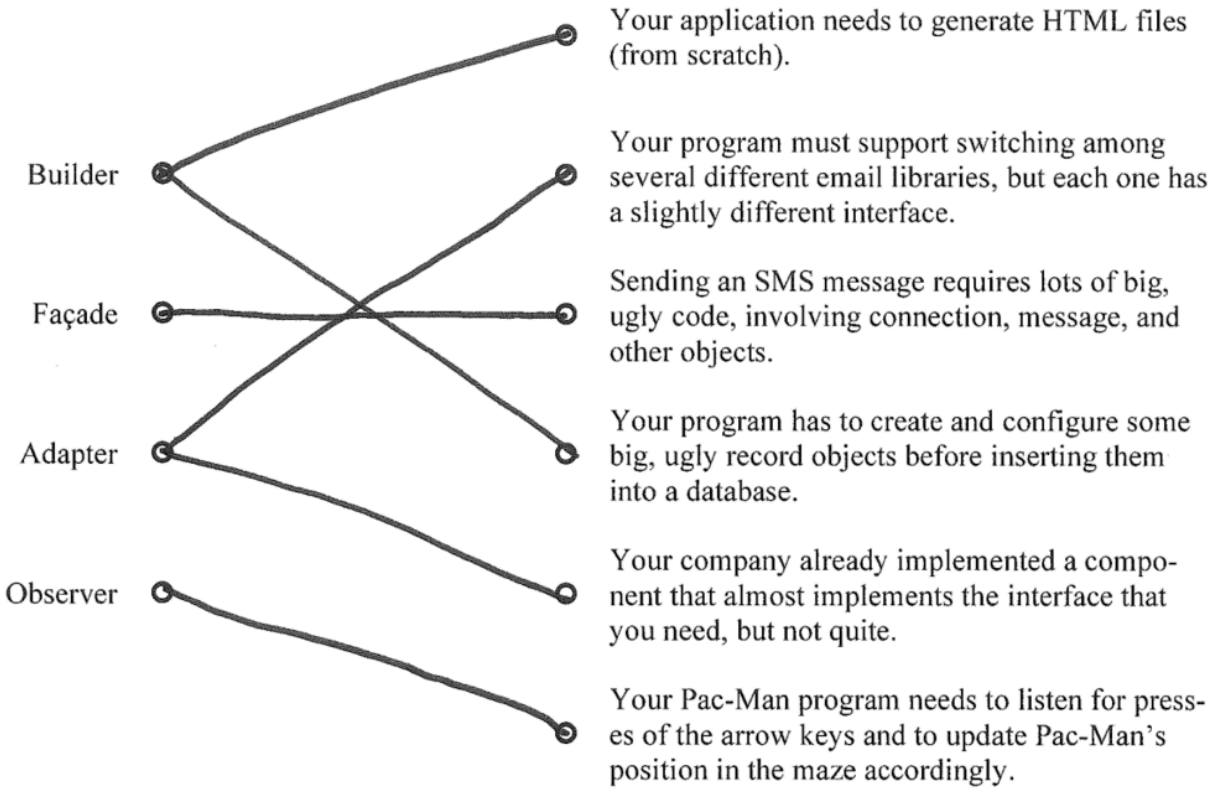 Your application needs to generate HTML files
(from scratch).
Builder
Your program must support switching among
several different email libraries, but each one has
a slightly different interface.
Façade
Sending an SMS message requires lots of big,
ugly code, involving connection, message, and
other objects.
Adapter
Your program has to create and configure some
big, ugly record objects before inserting them
into a database.
Observer
Your company already implemented a compo-
nent that almost implements the interface that
you need, but not quite.
Your Pac-Man program needs to listen for press-
es of the arrow keys and to update Pac-Man's
position in the maze accordingly.